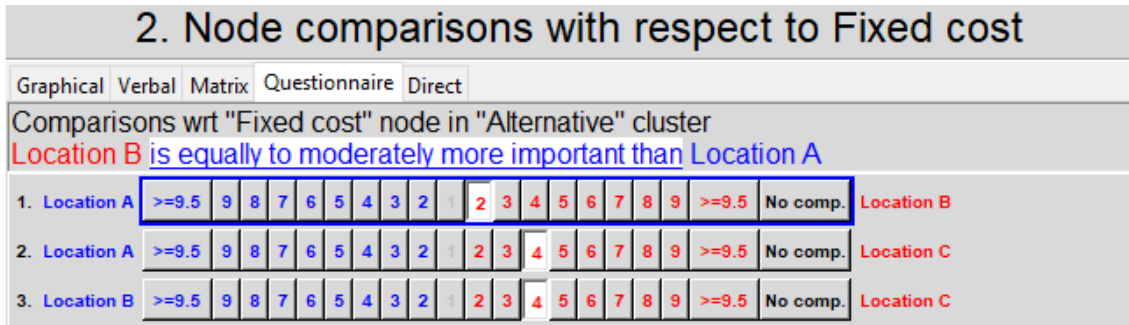 2. Node comparisons with respect to Fixed cost
Graphical Verbal Matrix Questionnaire Direct
Comparisons wrt "Fixed cost" node in "Alternative" cluster
Location B is equally to moderately more important than Location A
1. Location A >=9.5 9 8 7 6 5 4 3 2 1 2 3 4 5 6 7 8 9 >=9.5 No comp. Location B
2. Location A >=9.5 9 8 7 6 5 4 3 2 1 2 3 4 5 6 7 8 9 >=9.5 No comp. Location C
3. Location B >=9.5 9 8 7 6 5 4 3 2 1 2 3 4 5 6 7 8 9 >=9.5 No comp. Location C